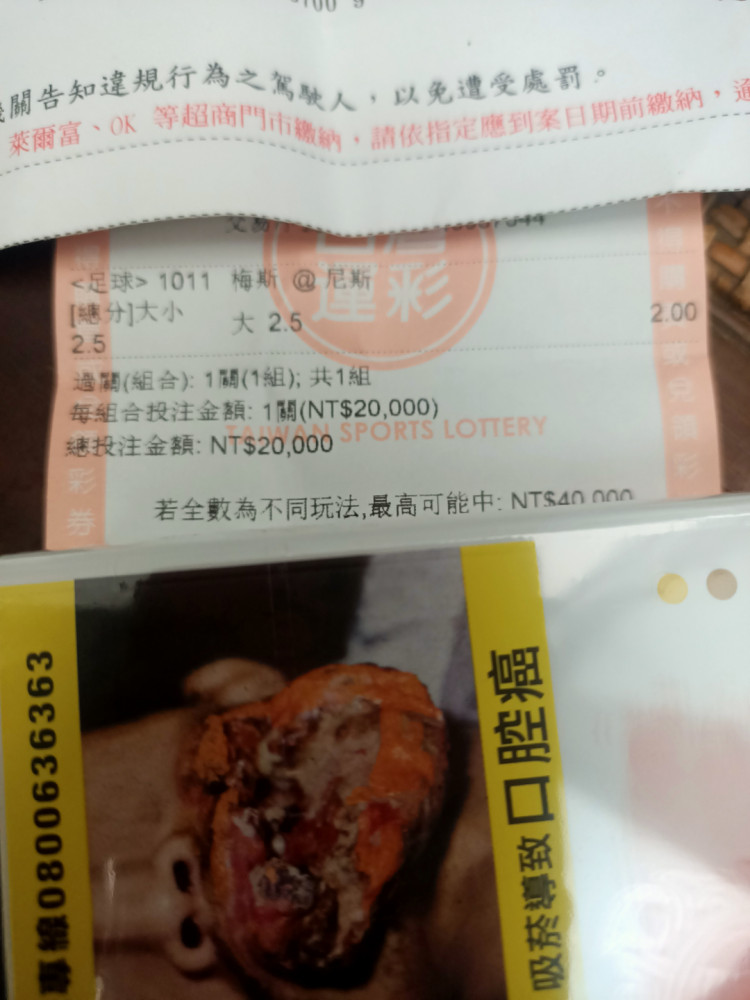 關告知違規行為之駕駛人，以免遭受處罰。
萊爾富、OK 等超商門市繳納，請依指定應到案日期前繳納，
<足球> 1011 梅斯 @ 尼斯
[總分]大小 大 2.5 2.00
2.5
過關(組合): 1關(1組); 共1組
每組合投注金額: 1關(NT$20,000)
TAIWAN SPORTS LOTTERY
總投注金額: NT$20,000
若全數為不同玩法,最高可能中: NT$40,000
台灣
運彩
彩券
專線0800636363
吸菸導致口腔癌